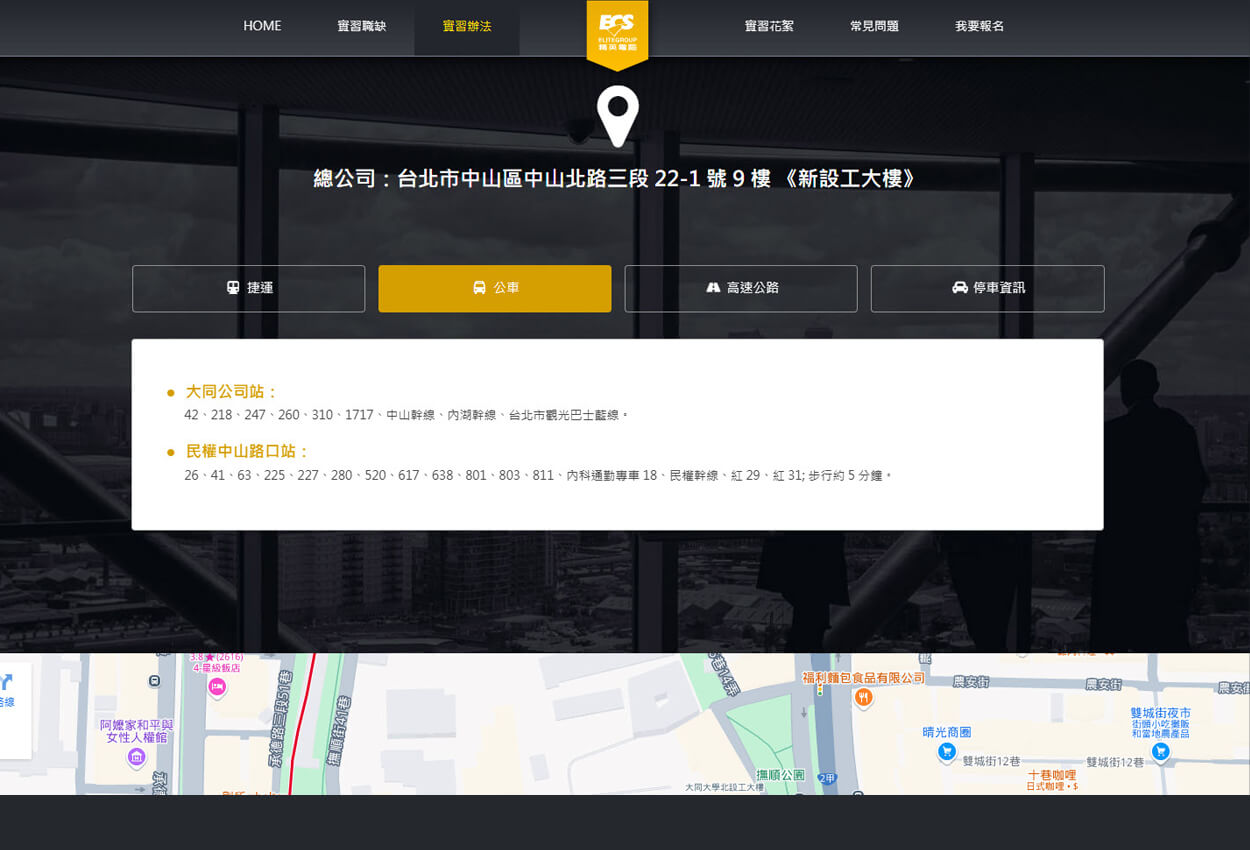 HOME
實習職缺
實習辦法
ECS
ELITEGROUP
精英電腦
實習花絮
常見問題
我要報名
總公司：台北市中山區中山北路三段 22-1 號 9 樓 《新設工大樓》
捷運
公車
高速公路
停車資訊
大同公司站：
42、218、247、260、310、1717、中山幹線、內湖幹線、台北市觀光巴士藍線。
民權中山路口站：
26、41、63、225、227、280、520、617、638、801、803、811、內科通勤專車 18、民權幹線、紅 29、紅 31; 步行約 5 分鐘。
3.8★(2616)
4-星級飯店
阿嬤家和平與
女性人權館
承德路三段51巷
撫順街41巷
撫順公園
大同大學北設工大樓
2甲
福利麵包食品有限公司
農安街
農安街
農安街
晴光商圈
雙城街12巷
雙城街12巷
雙城街夜市
街頭小吃攤販
和當地農產品
十巷咖哩
日式咖哩・$